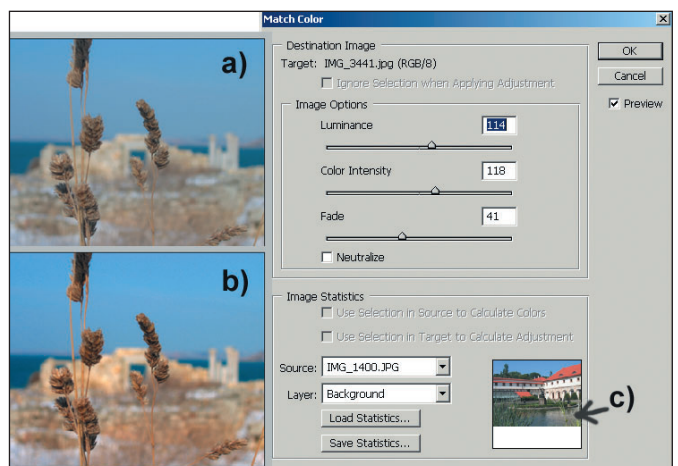 Match Color
a)
Destination Image
Target: IMG_3441.jpg (RGB/8)
Ignore Selection when Applying Adjustment
Image Options
Luminance 114
Color Intensity 118
Fade 41
Neutralize
OK
Cancel
Preview
b)
Image Statistics
Use Selection in Source to Calculate Colors
Use Selection in Target to Calculate Adjustment
Source: IMG_1400.JPG
Layer: Background
Load Statistics...
Save Statistics...
c)